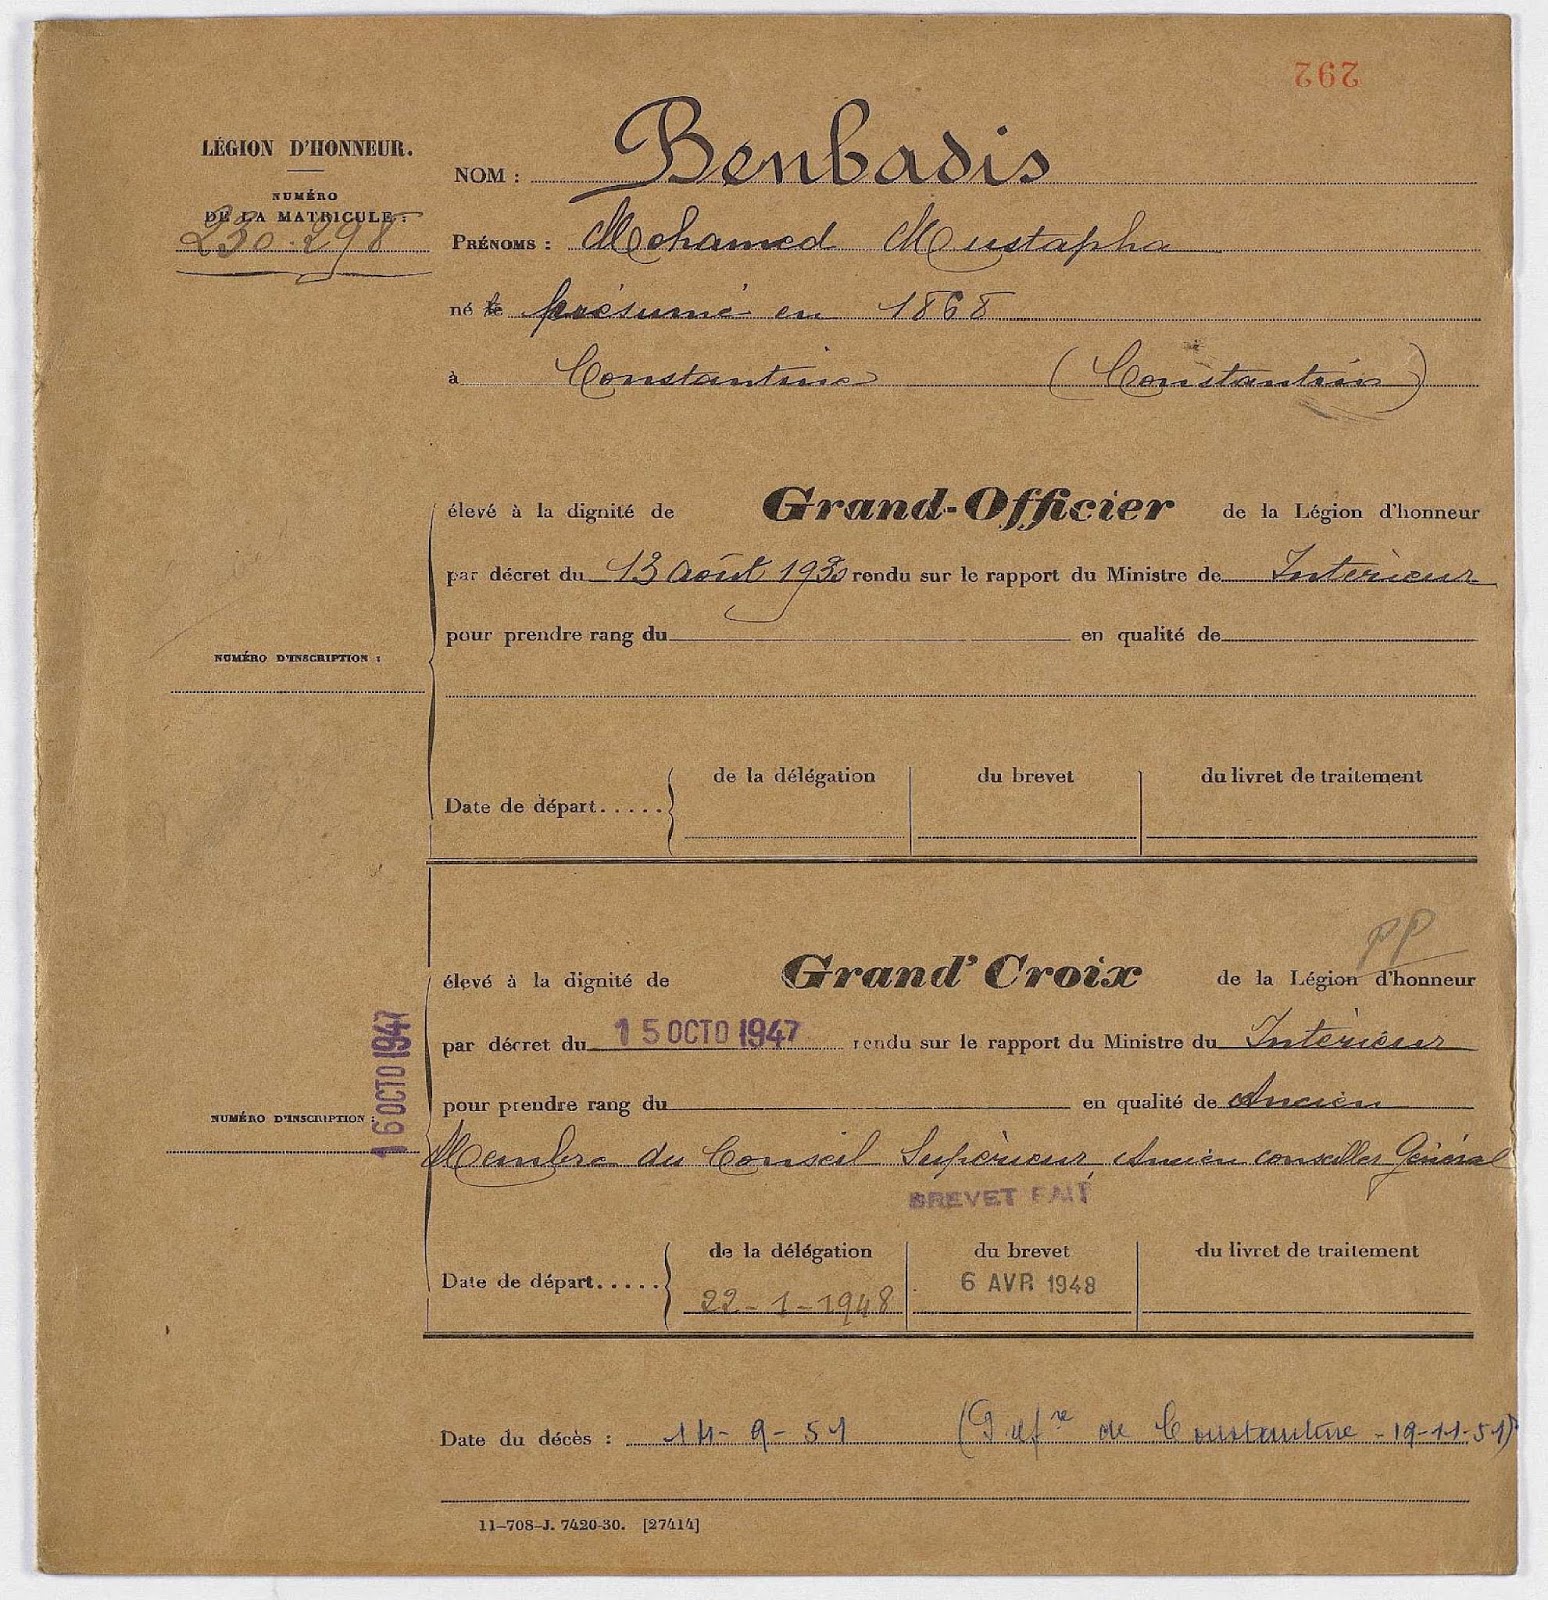 292
LÉGION D'HONNEUR.
NUMÉRO
DE LA MATRICULE :
230.298
NOM : Benbadis
PRÉNOMS : Mohamed Mustapha
né le présumé en 1868
à Constantine (Constantine)
élevé à la dignité de Grand-Officier de la Légion d'honneur
par décret du 13 août 1930 rendu sur le rapport du Ministre de Intérieur
pour prendre rang du en qualité de
NUMÉRO D'INSCRIPTION :
de la délégation du brevet du livret de traitement
Date de départ.....
PP
élevé à la dignité de Grand'Croix de la Légion d'honneur
par décret du 15 OCTO 1947 rendu sur le rapport du Ministre du Intérieur
16 OCTO 1947
pour prendre rang du en qualité de Ancien
NUMÉRO D'INSCRIPTION :
Membre du Conseil Supérieur, Ancien conseiller Général
BREVET FAIT
de la délégation du brevet du livret de traitement
Date de départ..... 22-1-1948 6 AVR 1948
Date du décès : 14-9-51 (Préf re de Constantine - 19-11-51)
11-708-J. 7420-30. [27414]